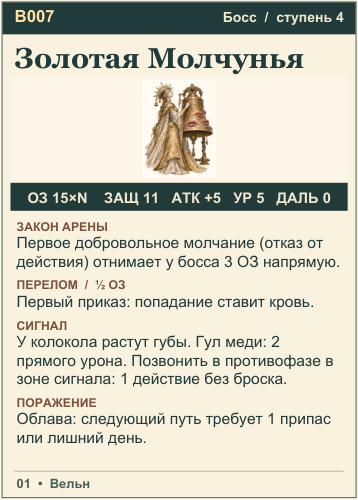 B007
Босс / ступень 4
Золотая Молчунья
ОЗ 15×N ЗАЩ 11 АТК +5 УР 5 ДАЛЬ 0
ЗАКОН АРЕНЫ
Первое добровольное молчание (отказ от
действия) отнимает у босса 3 ОЗ напрямую.
ПЕРЕЛОМ / ½ ОЗ
Первый приказ: попадание ставит кровь.
СИГНАЛ
У колокола растут губы. Гул меди: 2
прямого урона. Позвонить в противофазе в
зоне сигнала: 1 действие без броска.
ПОРАЖЕНИЕ
Облава: следующий путь требует 1 припас
или лишний день.
01 • Вельн